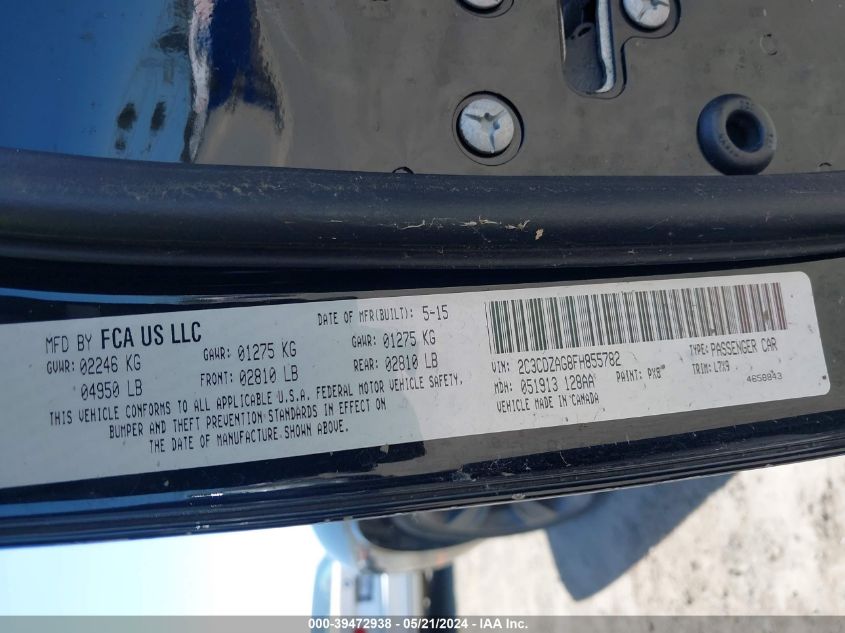 MFD BY FCA US LLC
DATE OF MFR(BUILT): 5-15
GVWR: 02246 KG
GAWR: 01275 KG
GAWR: 01275 KG
04950 LB
FRONT: 02810 LB
REAR: 02810 LB
THIS VEHICLE CONFORMS TO ALL APPLICABLE U.S.A. FEDERAL MOTOR VEHICLE SAFETY,
BUMPER AND THEFT PREVENTION STANDARDS IN EFFECT ON
THE DATE OF MANUFACTURE SHOWN ABOVE.
VIN: 2C3CDZAG8FH855782
TYPE: PASSENGER CAR
MDH: 051913 128AA
PAINT: PX8
TRIM: L7X9
VEHICLE MADE IN CANADA
4658843
000-39472938 - 05/21/2024 - IAA Inc.